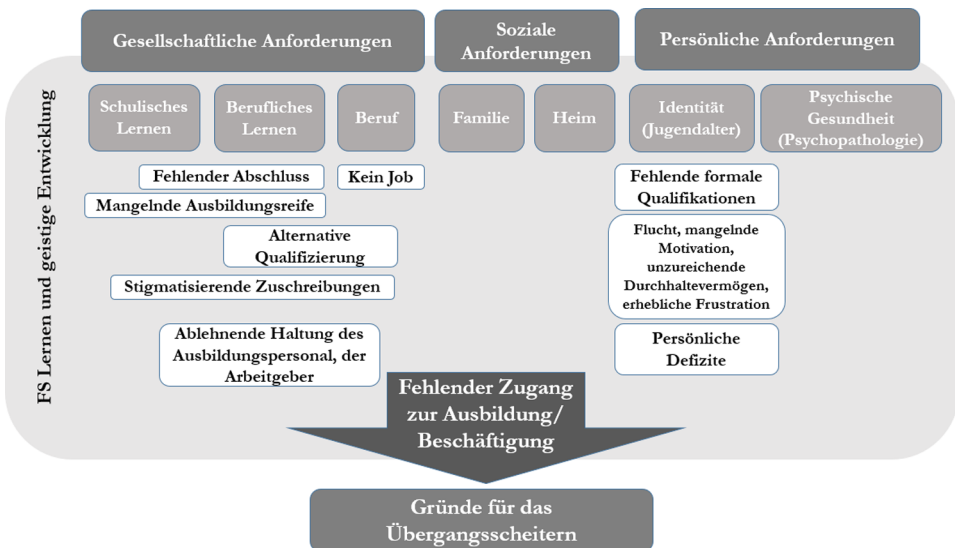 Gesellschaftliche Anforderungen
Soziale
Anforderungen
Persönliche Anforderungen
FS Lernen und geistige Entwicklung
Schulisches
Lernen
Berufliches
Lernen
Beruf
Familie
Heim
Identität
(Jugendalter)
Psychische
Gesundheit
(Psychopathologie)
Fehlender Abschluss
Kein Job
Mangelnde Ausbildungsreife
Alternative
Qualifizierung
Stigmatisierende Zuschreibungen
Ablehnende Haltung des
Ausbildungspersonal, der
Arbeitgeber
Fehlende formale
Qualifikationen
Flucht, mangelnde
Motivation,
unzureichende
Durchhaltevermögen,
erhebliche Frustration
Persönliche
Defizite
Fehlender Zugang
zur Ausbildung/
Beschäftigung
Gründe für das
Übergangsscheitern